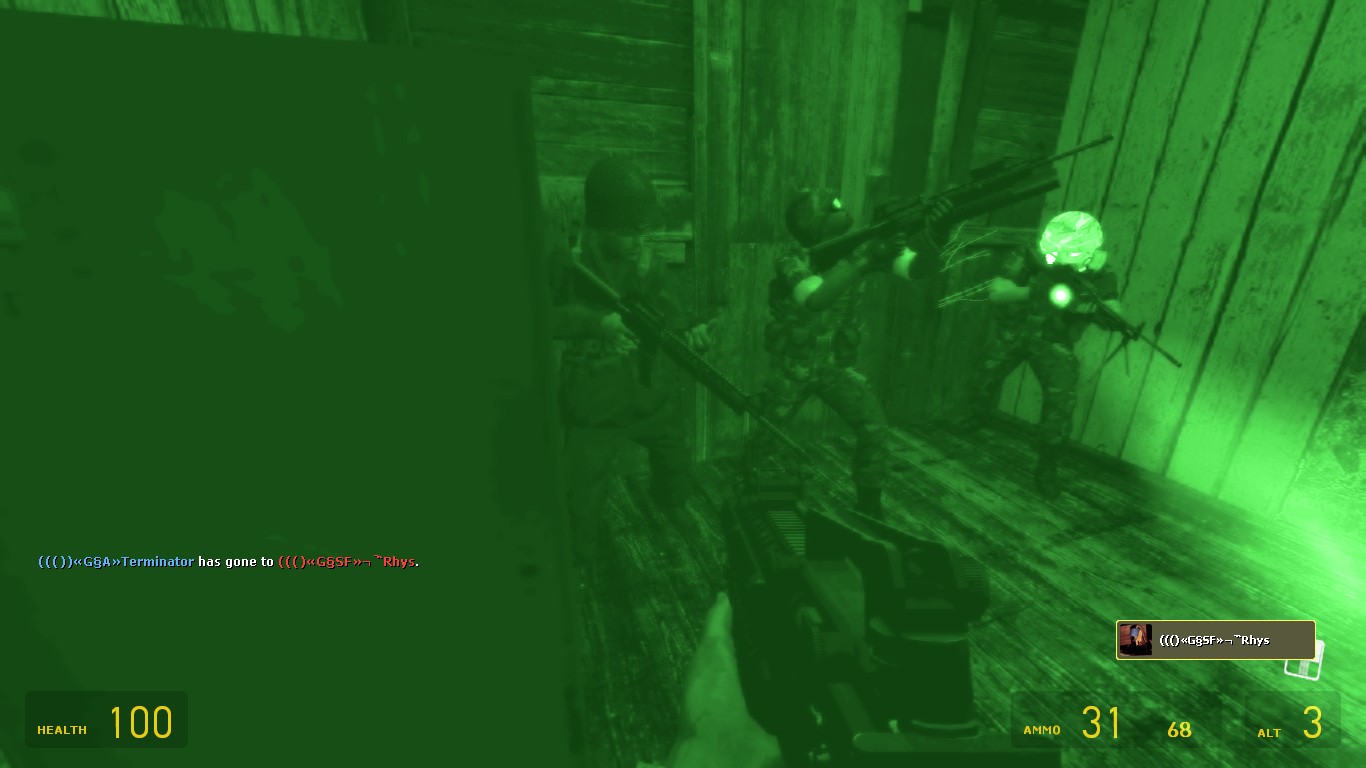 ((())«G§A»Terminator has gone to ((()«G§SF»¬~Rhys.
((()«G§SF»¬~Rhys
HEALTH 100
AMMO 31 68
ALT 3